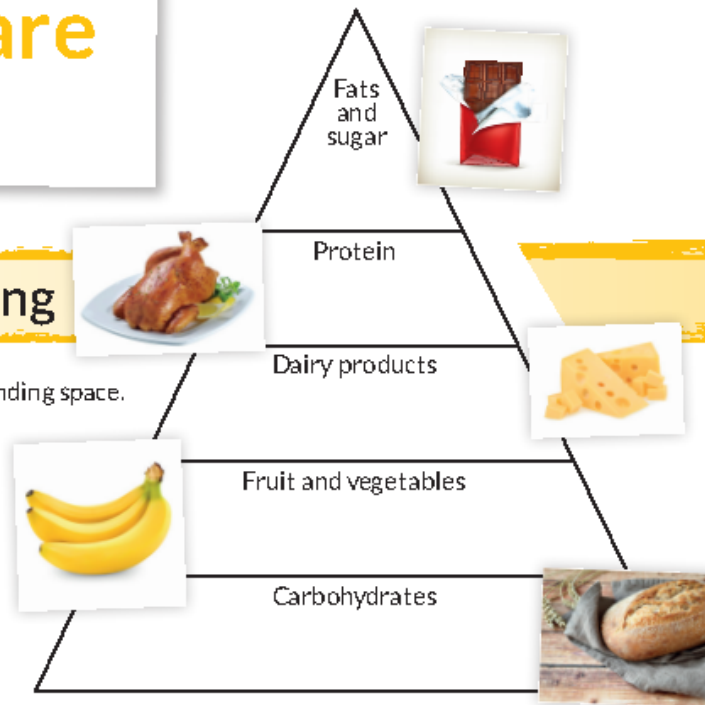 are
Fats
and
sugar
Protein
ng
Dairy products
nding space.
Fruit and vegetables
Carbohydrates